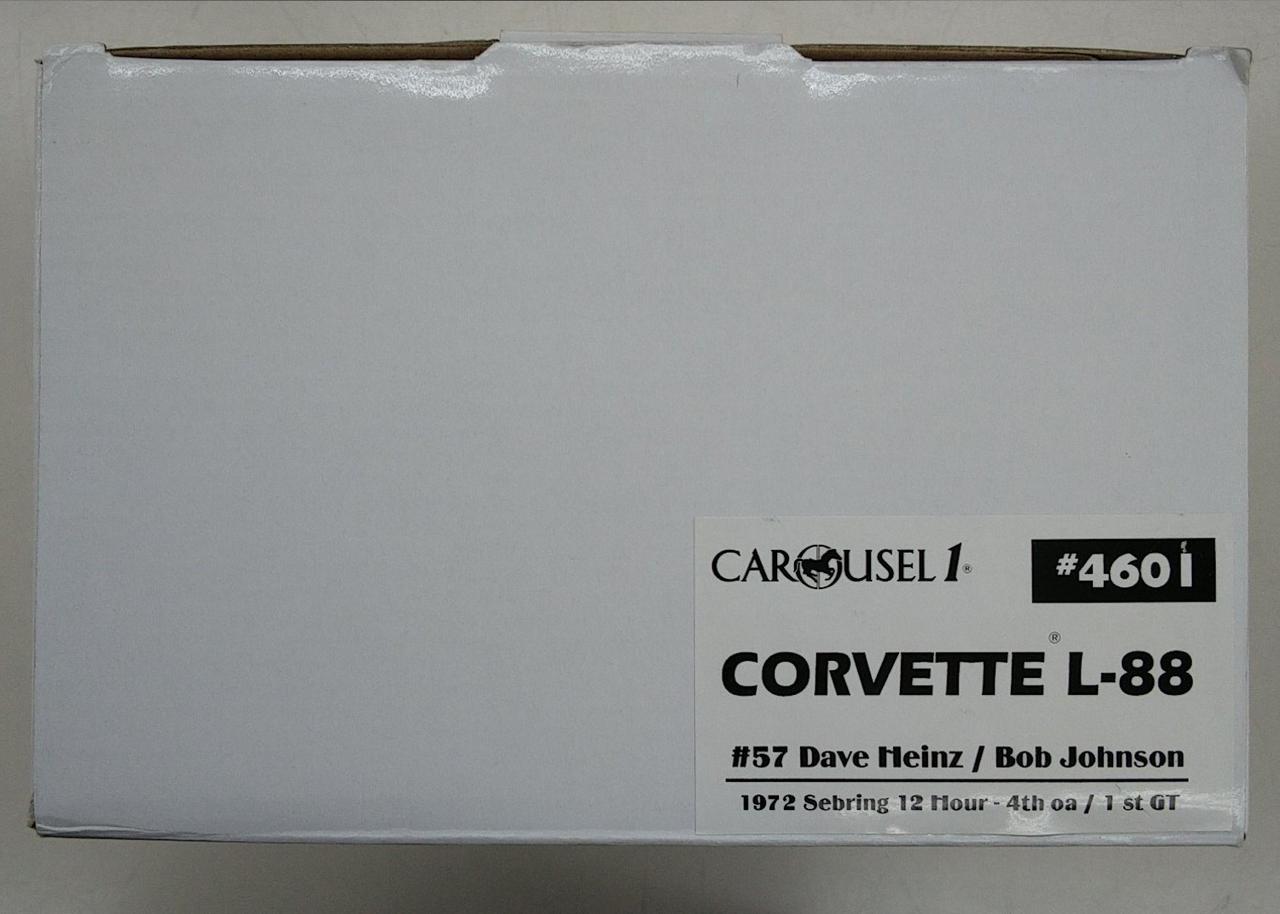 CAROUSEL 1®
#4601
CORVETTE® L-88
#57 Dave Heinz / Bob Johnson
1972 Sebring 12 Hour - 4th oa / 1 st GT